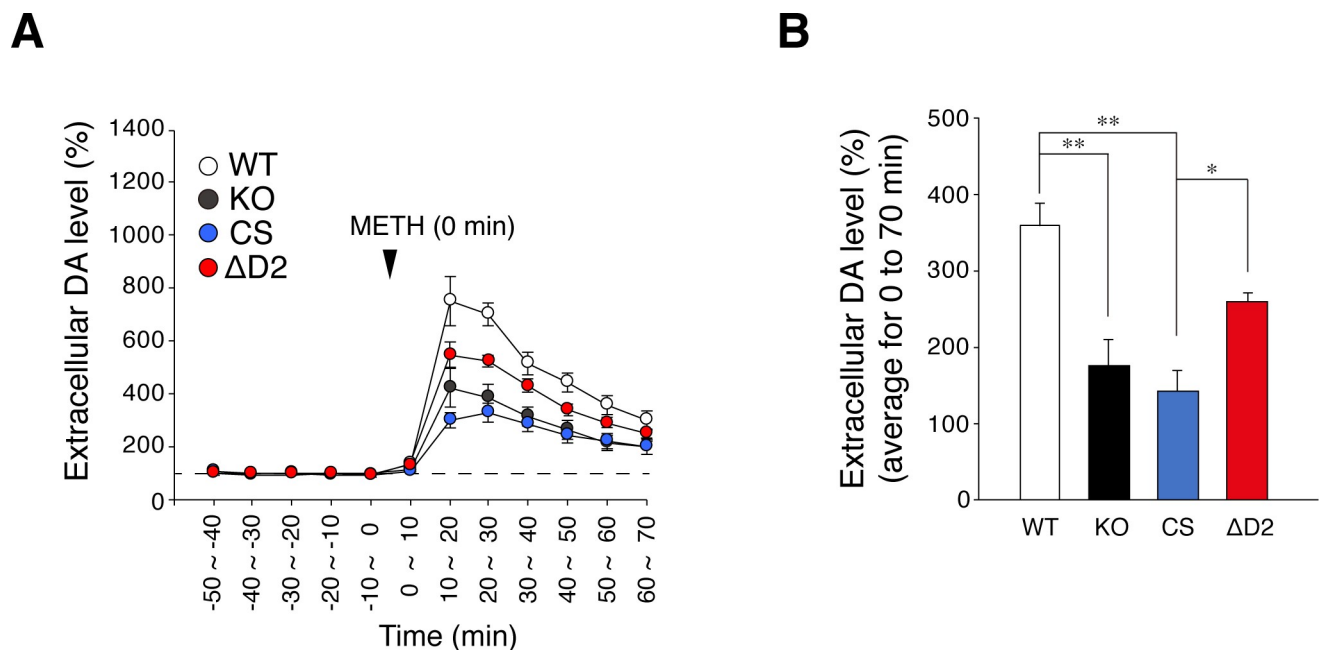 A
Extracellular DA level (%)
1400
1200
1000
800
600
400
200
0
WT
KO
CS
ΔD2
METH (0 min)
-50 ~ -40
-40 ~ -30
-30 ~ -20
-20 ~ -10
-10 ~ 0
0 ~ 10
10 ~ 20
20 ~ 30
30 ~ 40
40 ~ 50
50 ~ 60
60 ~ 70
Time (min)
B
Extracellular DA level (%)
(average for 0 to 70 min)
500
400
300
200
100
0
**
**
*
WT KO CS ΔD2